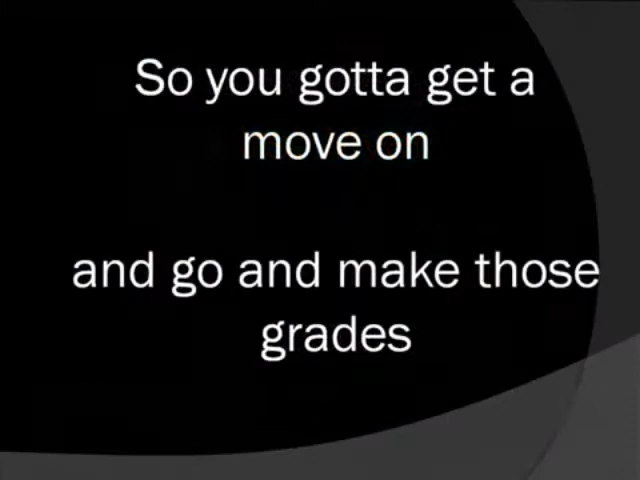 So you gotta get a
move on
and go and make those
grades